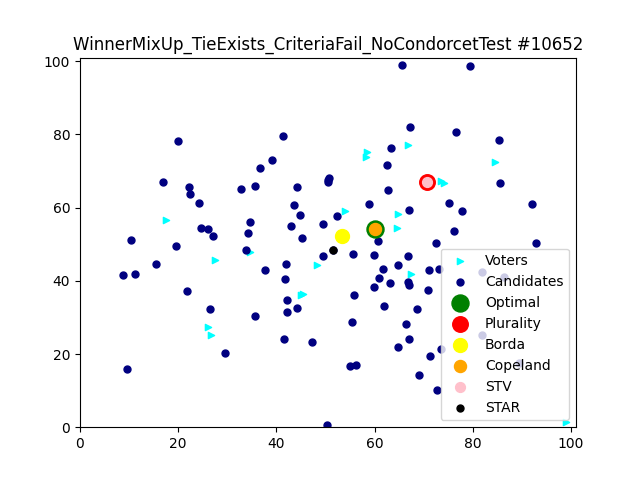 WinnerMixUp_TieExists_CriteriaFail_NoCondorcetTest #10652
100
80
60
40
20
0
0 20 40 60 80 100
Voters
Candidates
Optimal
Plurality
Borda
Copeland
STV
STAR